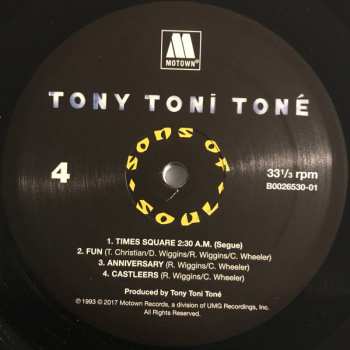 MOTOWN®
TONY TONI TONÉ
SONS OF SOUL
4
33⅓ rpm
B0026530-01
1. TIMES SQUARE 2:30 A.M. (Segue)
2. FUN (T. Christian/D. Wiggins/R. Wiggins/C. Wheeler)
3. ANNIVERSARY (R. Wiggins/C. Wheeler)
4. CASTLEERS (R. Wiggins/C. Wheeler)
Produced by Tony Toni Toné
℗ 1993 © 2017 Motown Records, a division of UMG Recordings, Inc.
All Rights Reserved.